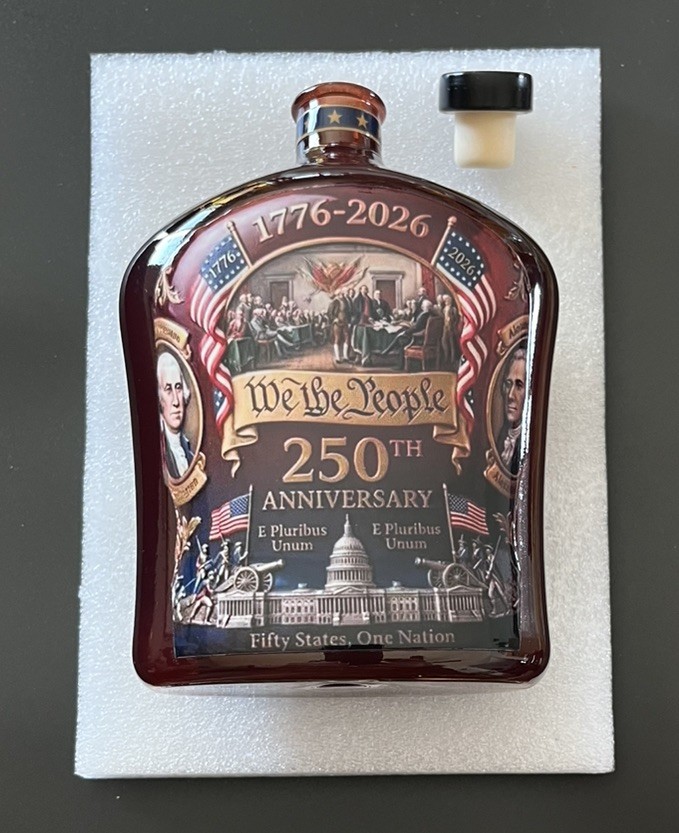 1776-2026
1776
2026
We the People
250TH
ANNIVERSARY
E Pluribus
Unum
E Pluribus
Unum
Fifty States, One Nation